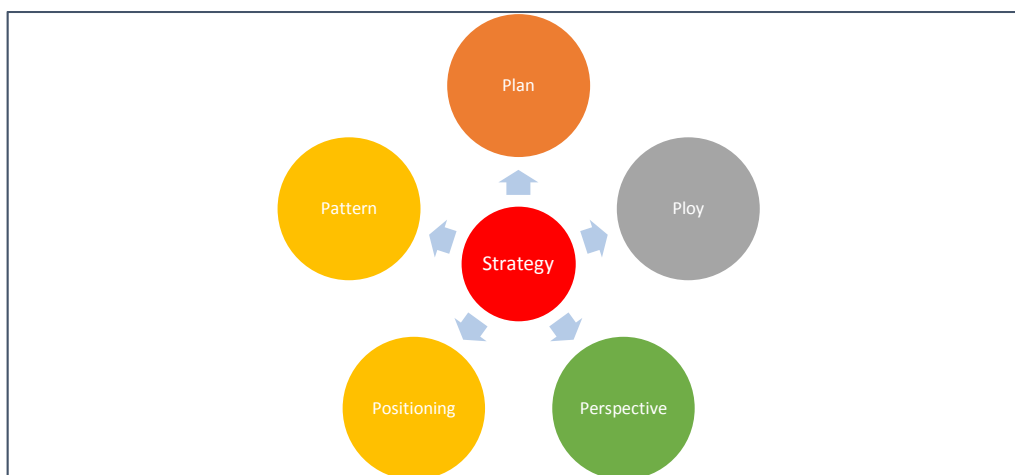 Plan
Pattern
Ploy
Strategy
Positioning
Perspective